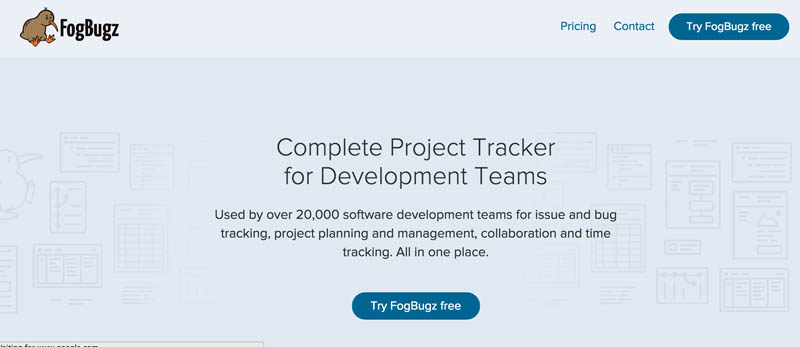 FogBugz
Pricing
Contact
Try FogBugz free
Complete Project Tracker
for Development Teams
Used by over 20,000 software development teams for issue and bug
tracking, project planning and management, collaboration and time
tracking. All in one place.
Try FogBugz free